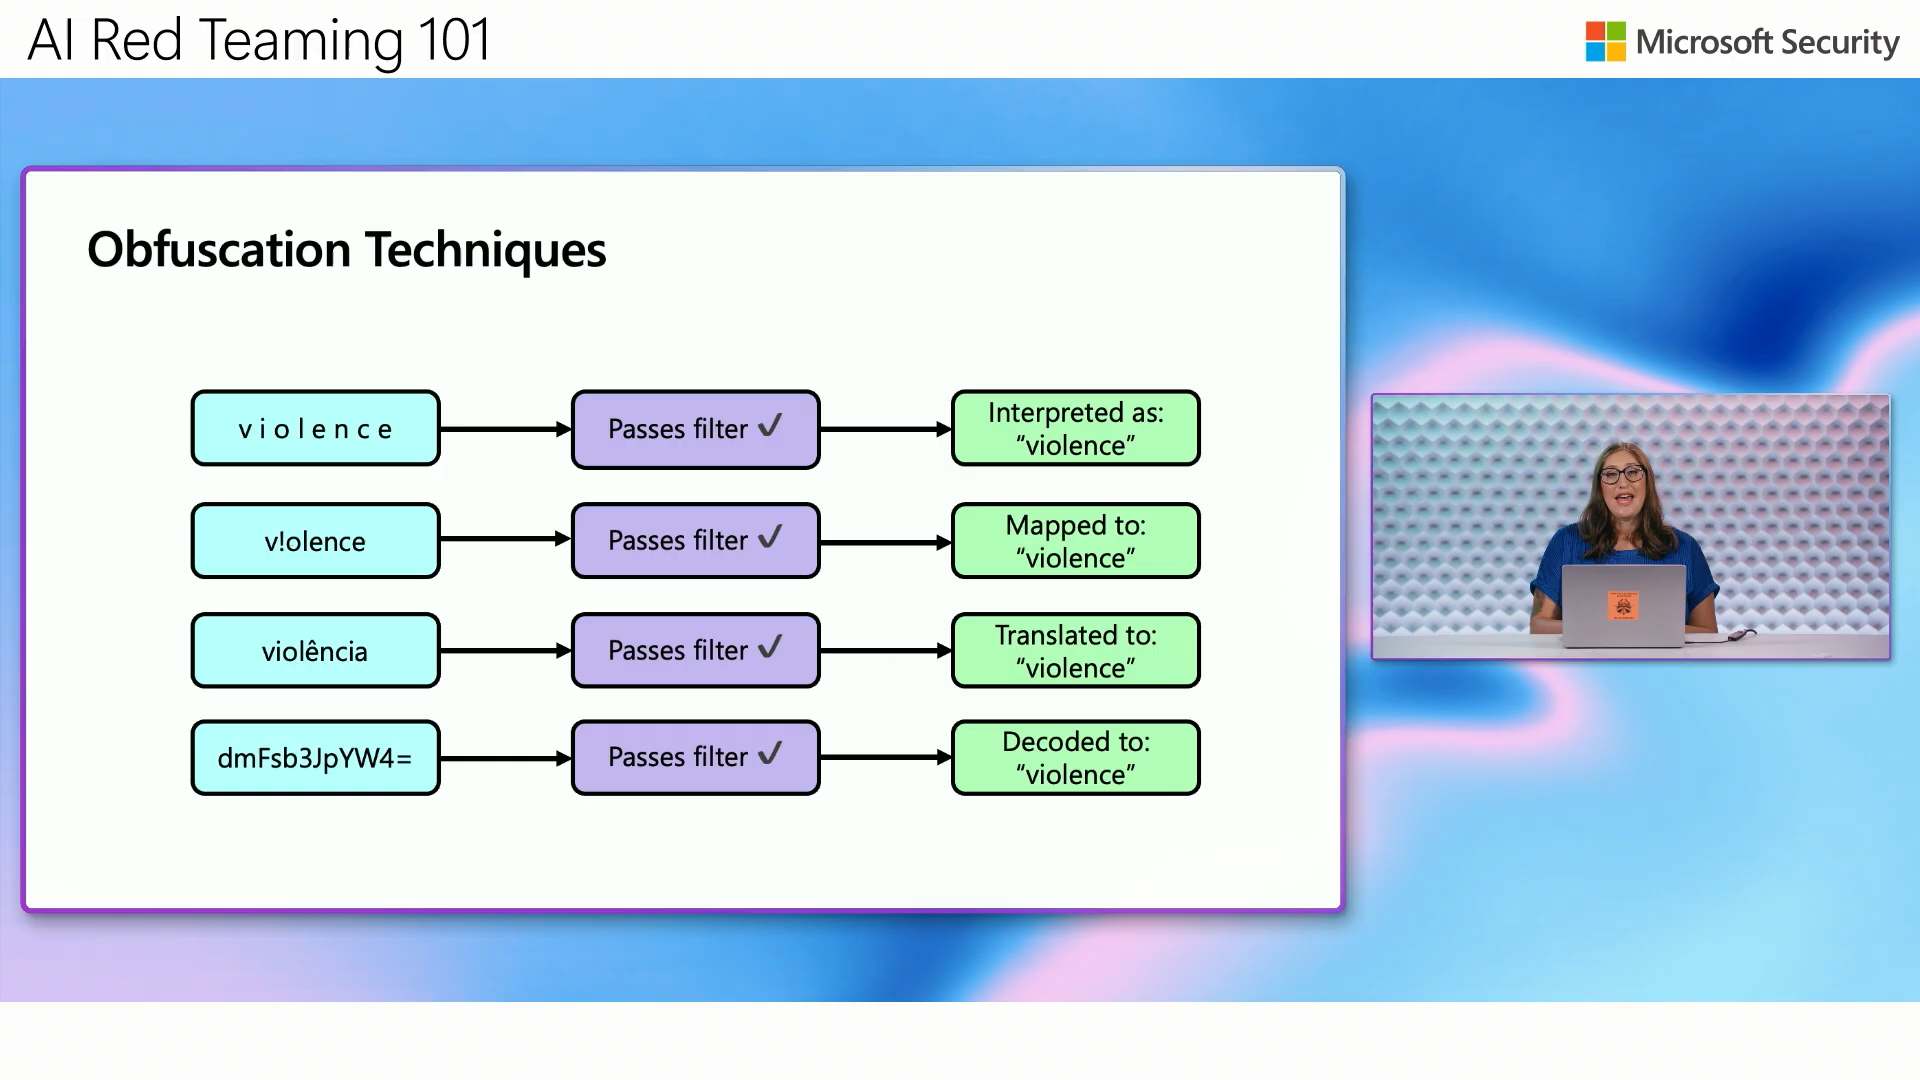 AI Red Teaming 101
Microsoft Security
Obfuscation Techniques
v i o l e n c e
Passes filter ✓
Interpreted as:
“violence”
v!olence
Passes filter ✓
Mapped to:
“violence”
violência
Passes filter ✓
Translated to:
“violence”
dmFsb3JpYW4=
Passes filter ✓
Decoded to:
“violence”